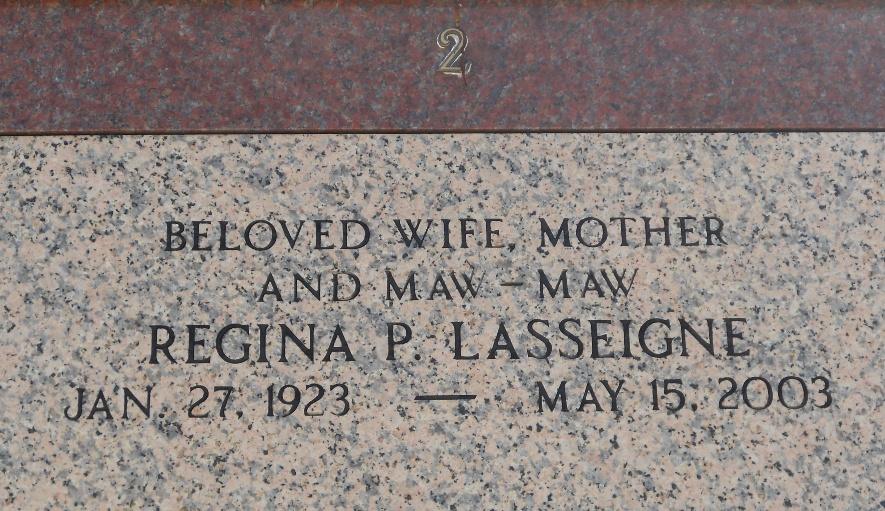 2
BELOVED WIFE, MOTHER
AND MAW-MAW
REGINA P. LASSEIGNE
JAN. 27, 1923 — MAY 15, 2003